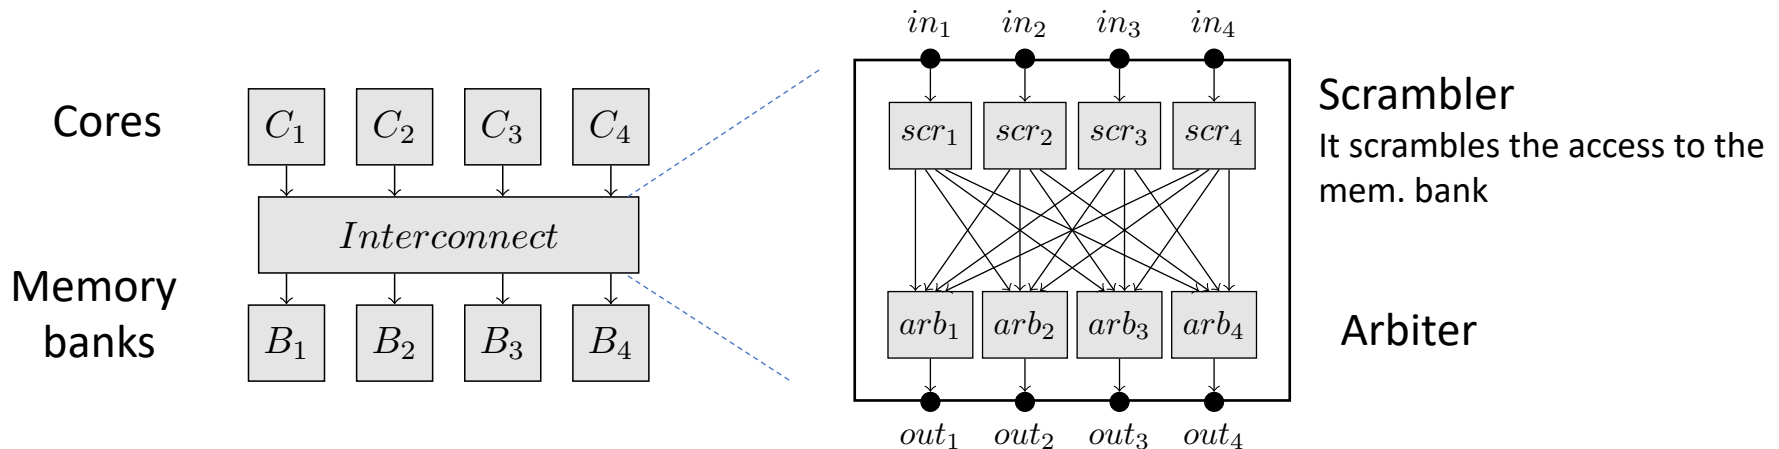 Cores
C₁ C₂ C₃ C₄
Interconnect
Memory
banks
B₁ B₂ B₃ B₄
in₁ in₂ in₃ in₄
scr₁ scr₂ scr₃ scr₄
arb₁ arb₂ arb₃ arb₄
out₁ out₂ out₃ out₄
Scrambler
It scrambles the access to the
mem. bank
Arbiter